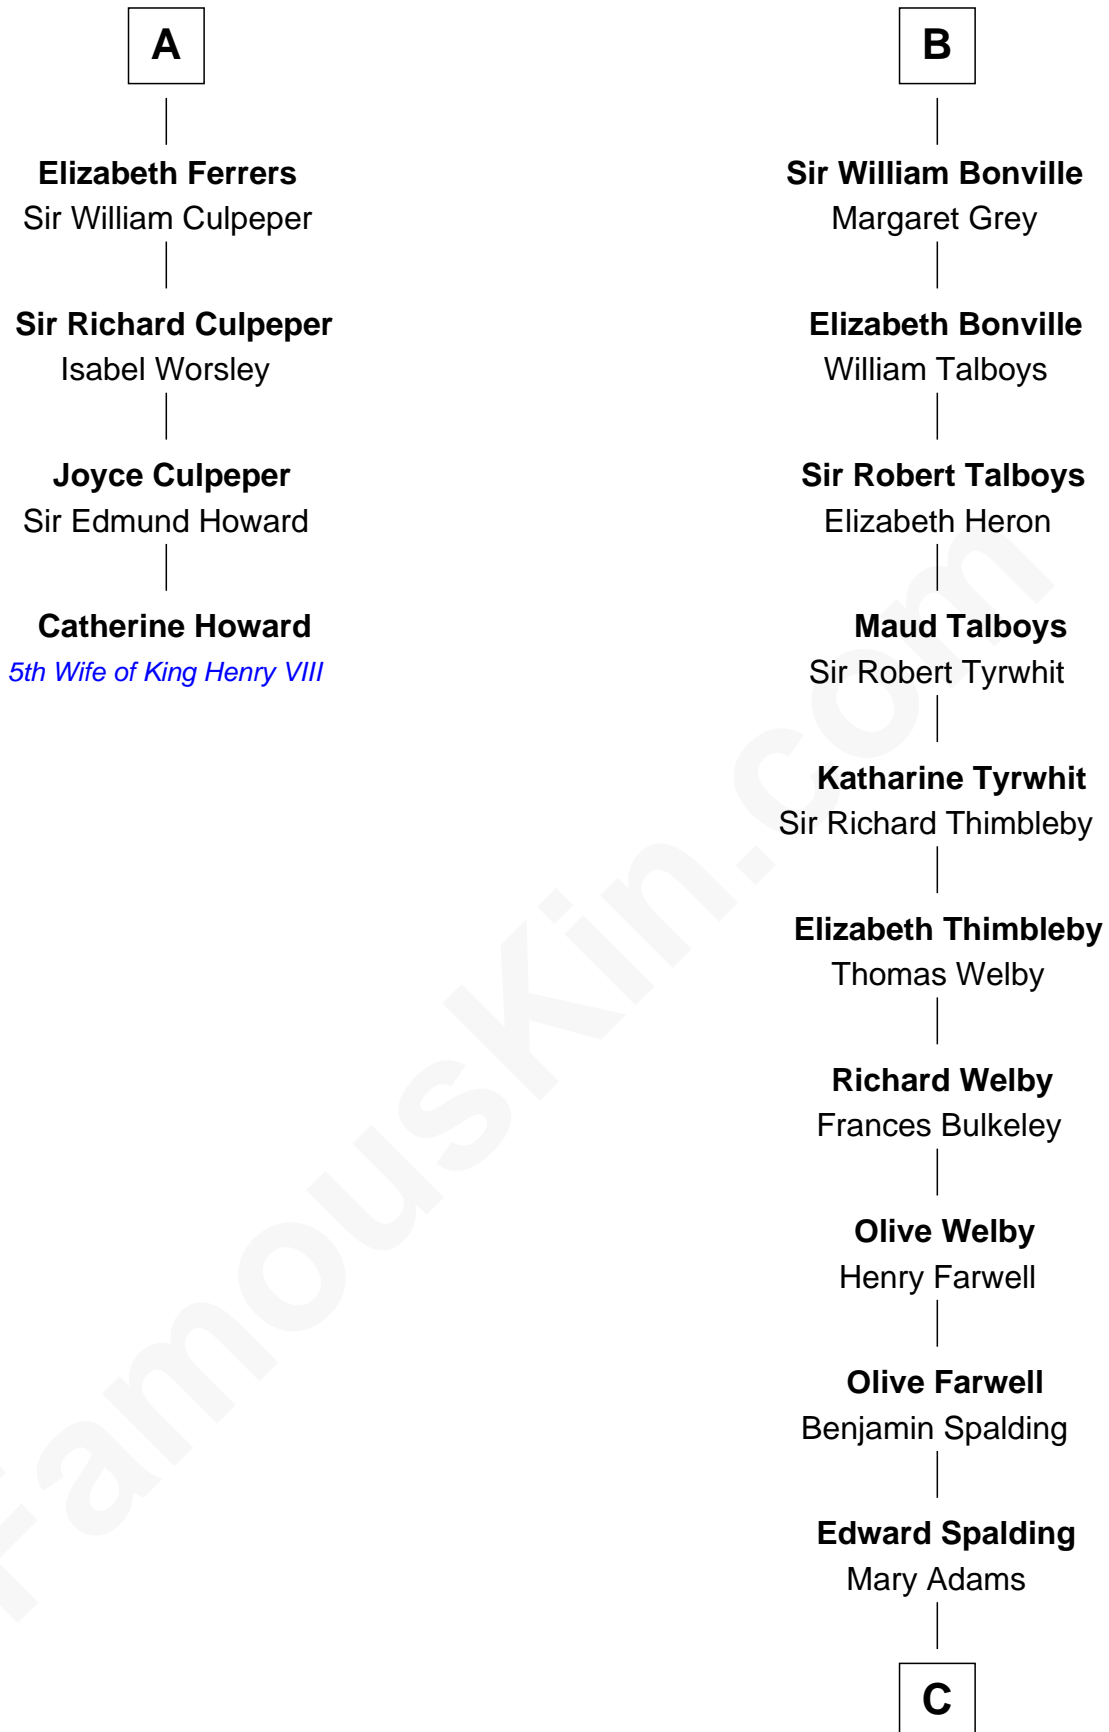 A
Elizabeth Ferrers
Sir William Culpeper
Sir Richard Culpeper
Isabel Worsley
Joyce Culpeper
Sir Edmund Howard
Catherine Howard
5th Wife of King Henry VIII
B
Sir William Bonville
Margaret Grey
Elizabeth Bonville
William Talboys
Sir Robert Talboys
Elizabeth Heron
Maud Talboys
Sir Robert Tyrwhit
Katharine Tyrwhit
Sir Richard Thimbleby
Elizabeth Thimbleby
Thomas Welby
Richard Welby
Frances Bulkeley
Olive Welby
Henry Farwell
Olive Farwell
Benjamin Spalding
Edward Spalding
Mary Adams
C
FamousKin.com